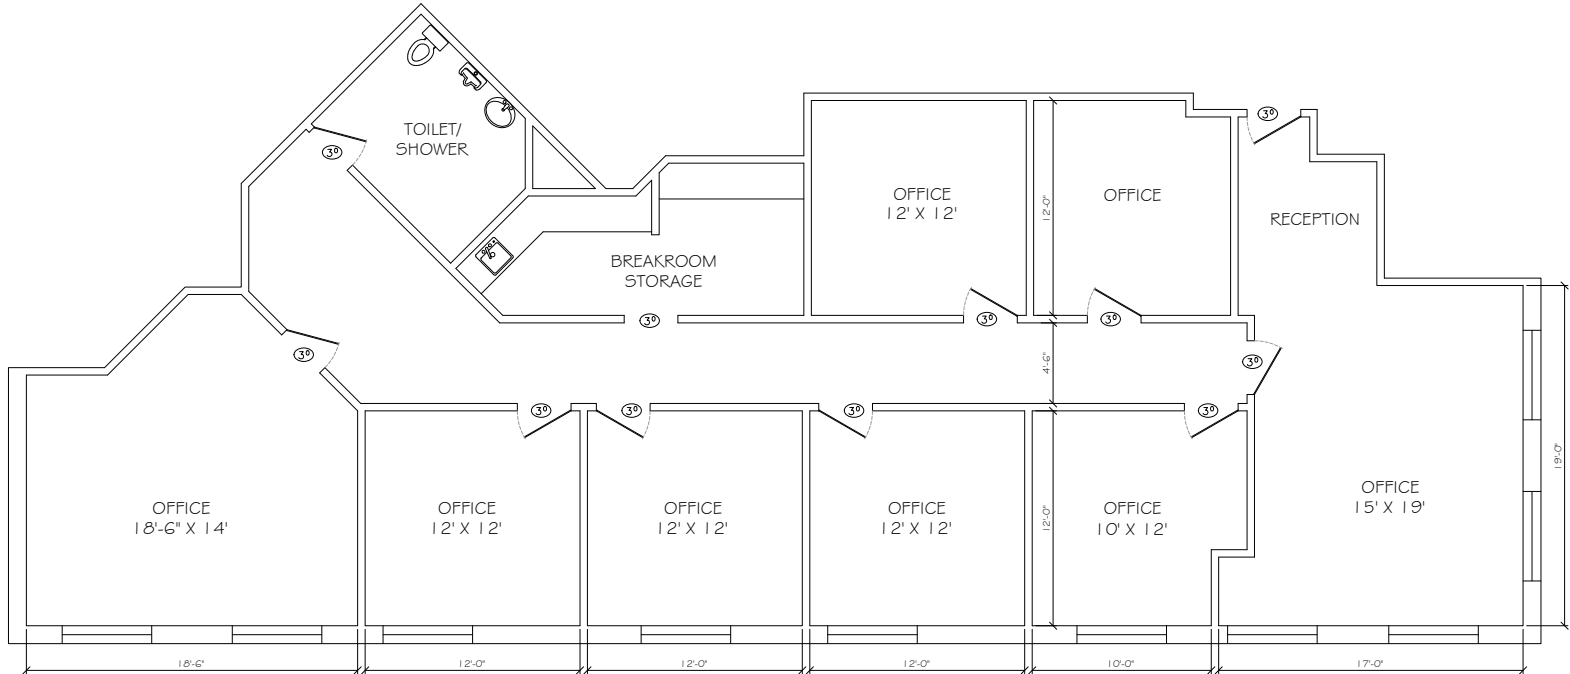 TOILET/
SHOWER
3⁰
3⁰
OFFICE
12' X 12'
12'-0"
OFFICE
RECEPTION
BREAKROOM
STORAGE
3⁰
3⁰
3⁰
3⁰
4'-6"
3⁰
3⁰
3⁰
3⁰
3⁰
19'-0"
OFFICE
18'-6" X 14'
OFFICE
12' X 12'
OFFICE
12' X 12'
OFFICE
12' X 12'
12'-0"
OFFICE
10' X 12'
OFFICE
15' X 19'
18'-6"
12'-0"
12'-0"
12'-0"
10'-0"
17'-0"